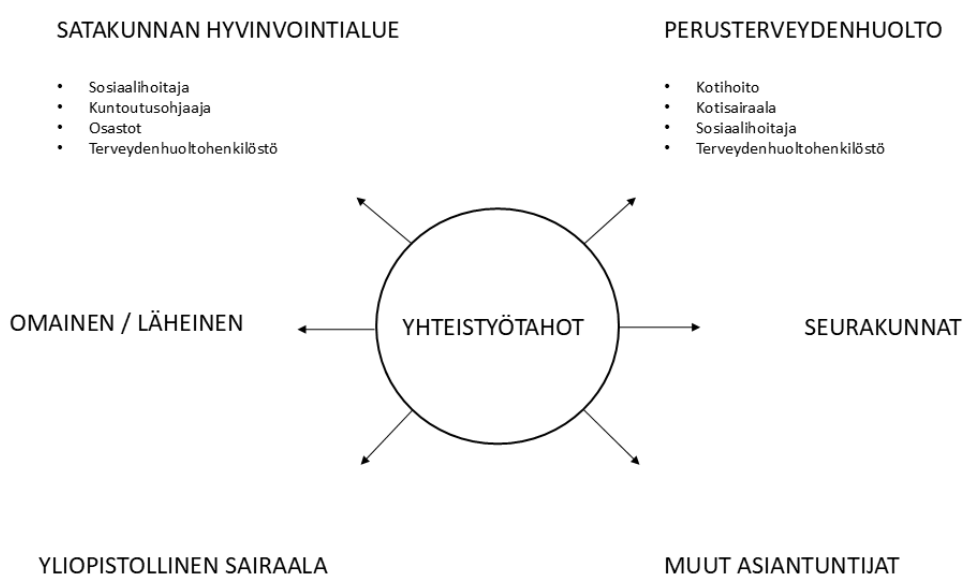 SATAKUNNAN HYVINVOINTIALUE
• Sosiaalihoitaja
• Kuntoutusohjaaja
• Osastot
• Terveydenhuoltohenkilöstö
PERUSTERVEYDENHUOLTO
• Kotihoito
• Kotisairaala
• Sosiaalihoitaja
• Terveydenhuoltohenkilöstö
OMAINEN / LÄHEINEN
YHTEISTYÖTAHOT
SEURAKUNNAT
YLIOPISTOLLINEN SAIRAALA
MUUT ASIANTUNTIJAT